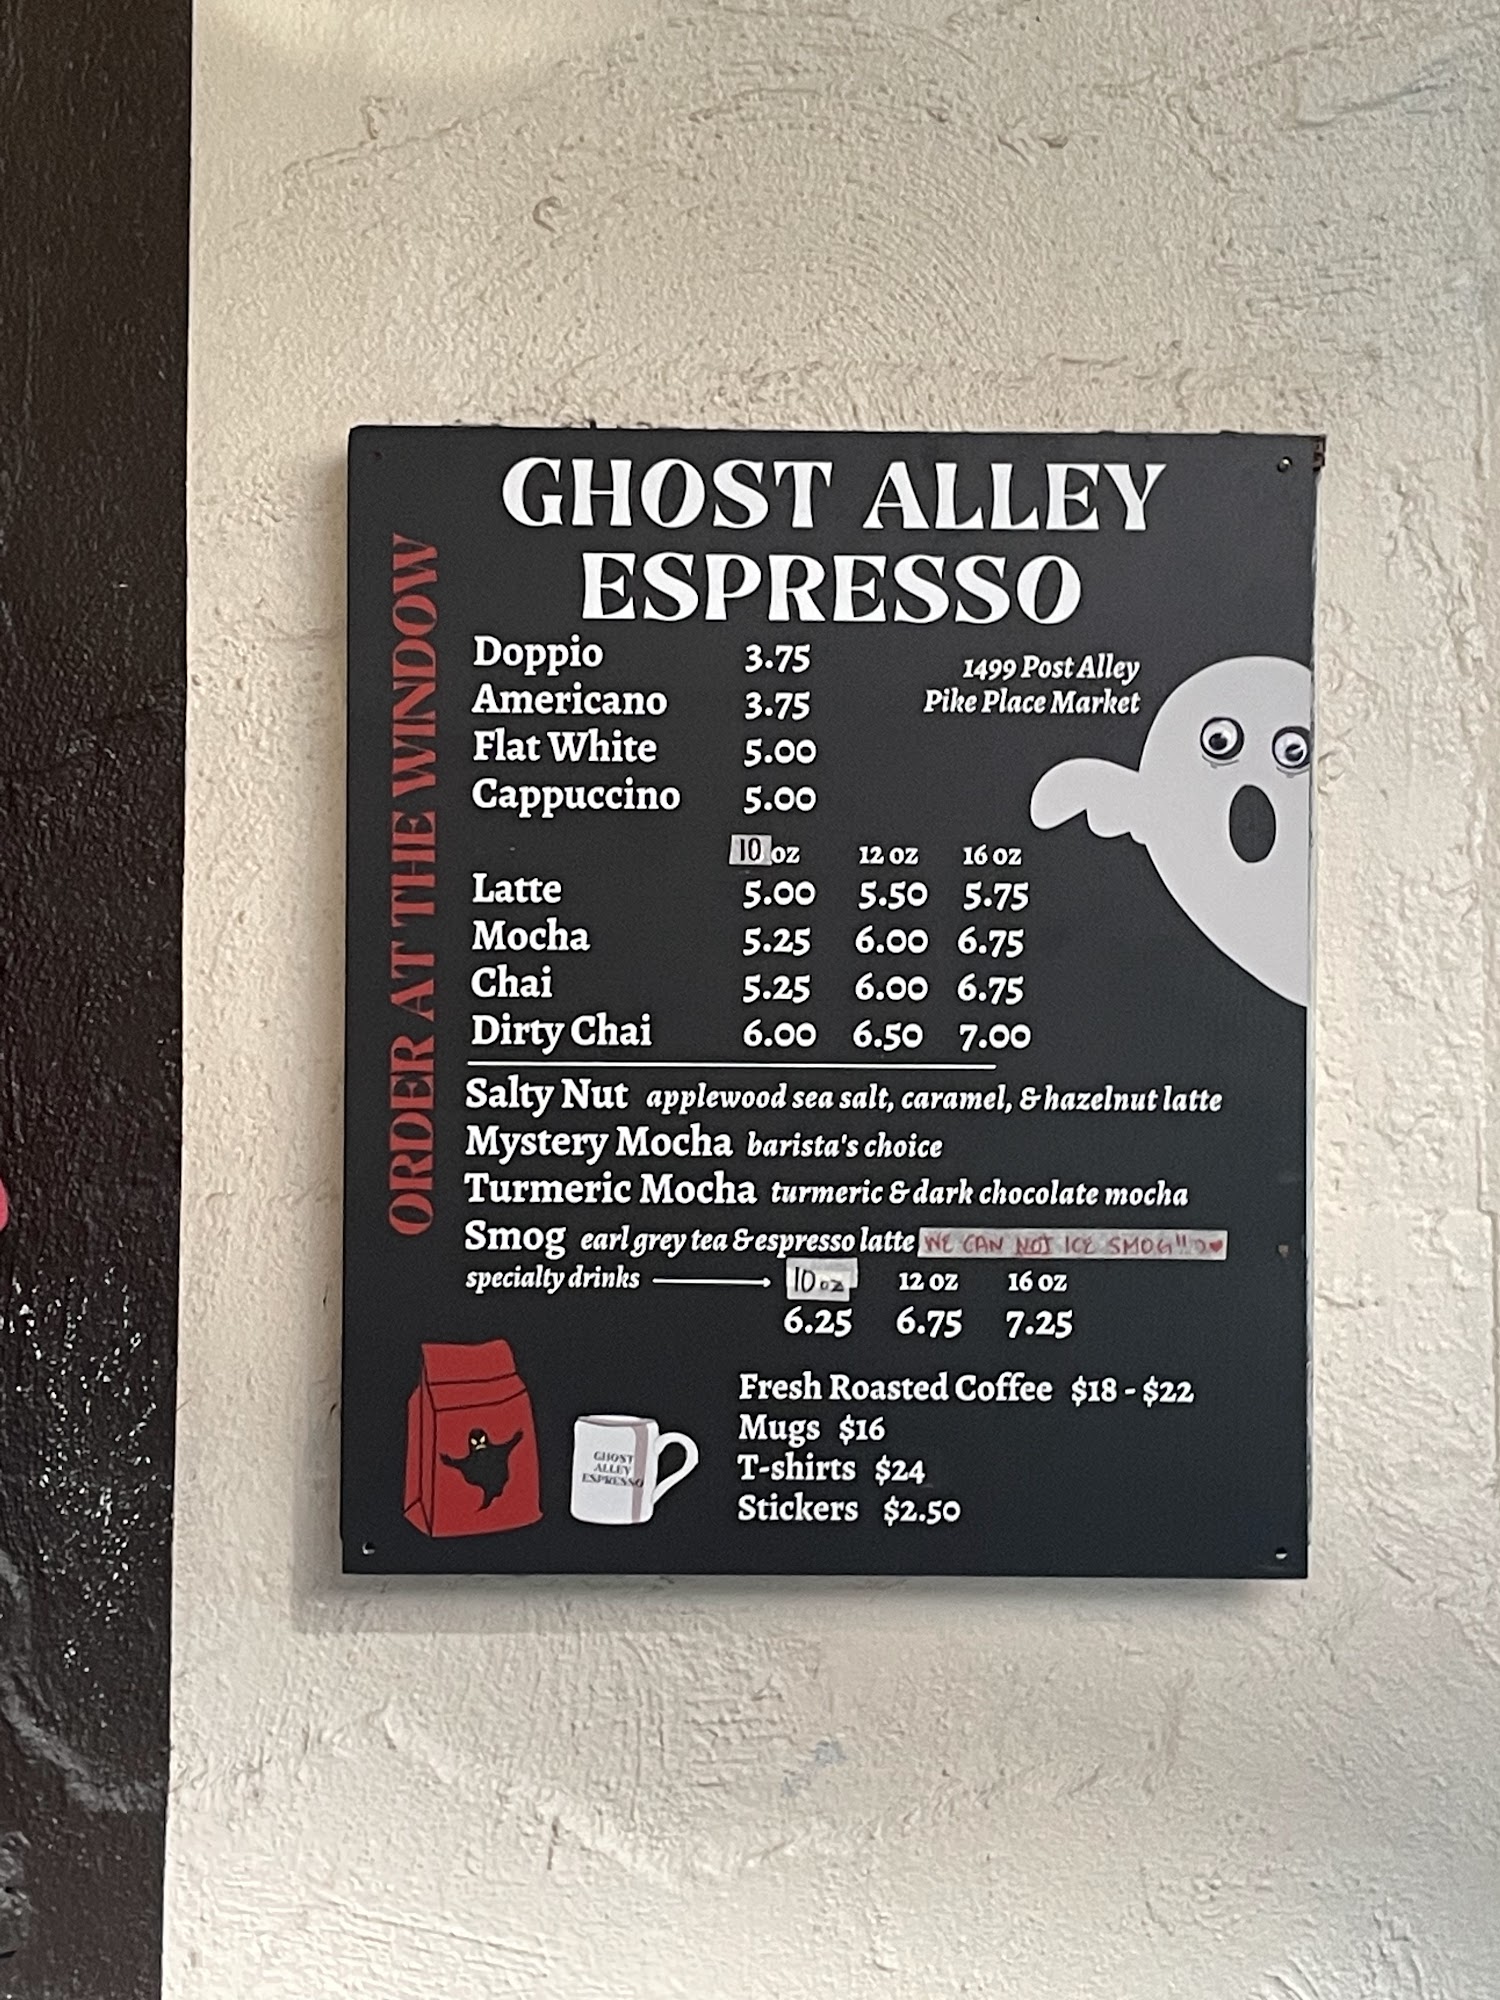 GHOST ALLEY
ESPRESSO
ORDER AT THE WINDOW
1499 Post Alley
Pike Place Market
Doppio 3.75
Americano 3.75
Flat White 5.00
Cappuccino 5.00
10 oz 12 oz 16 oz
Latte 5.00 5.50 5.75
Mocha 5.25 6.00 6.75
Chai 5.25 6.00 6.75
Dirty Chai 6.00 6.50 7.00
Salty Nut applewood sea salt, caramel, & hazelnut latte
Mystery Mocha barista's choice
Turmeric Mocha turmeric & dark chocolate mocha
Smog earl grey tea & espresso latte WE CAN NOT ICE SMOG!!
specialty drinks 10 oz 12 oz 16 oz
6.25 6.75 7.25
Fresh Roasted Coffee $18 - $22
Mugs $16
T-shirts $24
Stickers $2.50
GHOST
ALLEY
ESPRESSO